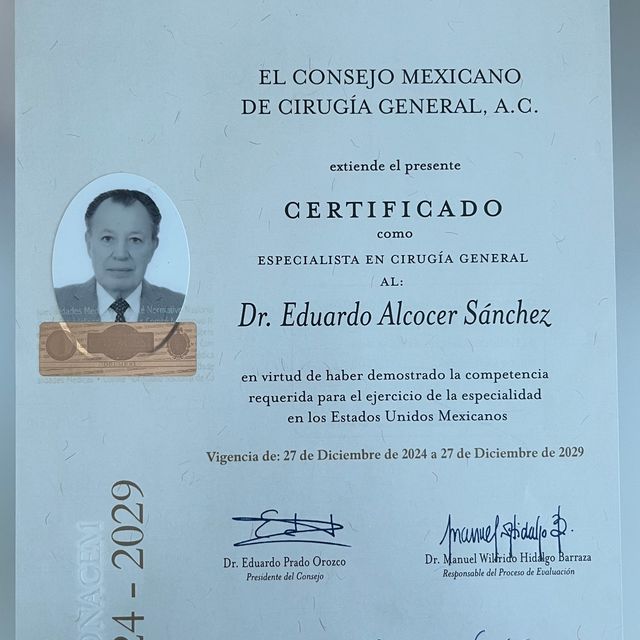 EL CONSEJO MEXICANO
DE CIRUGÍA GENERAL, A.C.
extiende el presente
CERTIFICADO
como
ESPECIALISTA EN CIRUGÍA GENERAL
AL:
Dr. Eduardo Alcocer Sánchez
en virtud de haber demostrado la competencia
requerida para el ejercicio de la especialidad
en los Estados Unidos Mexicanos
Vigencia de: 27 de Diciembre de 2024 a 27 de Diciembre de 2029
Dr. Eduardo Prado Orozco
Presidente del Consejo
Manuel Hidalgo B.
Dr. Manuel Wilfrido Hidalgo Barraza
Responsable del Proceso de Evaluación
24 - 2029